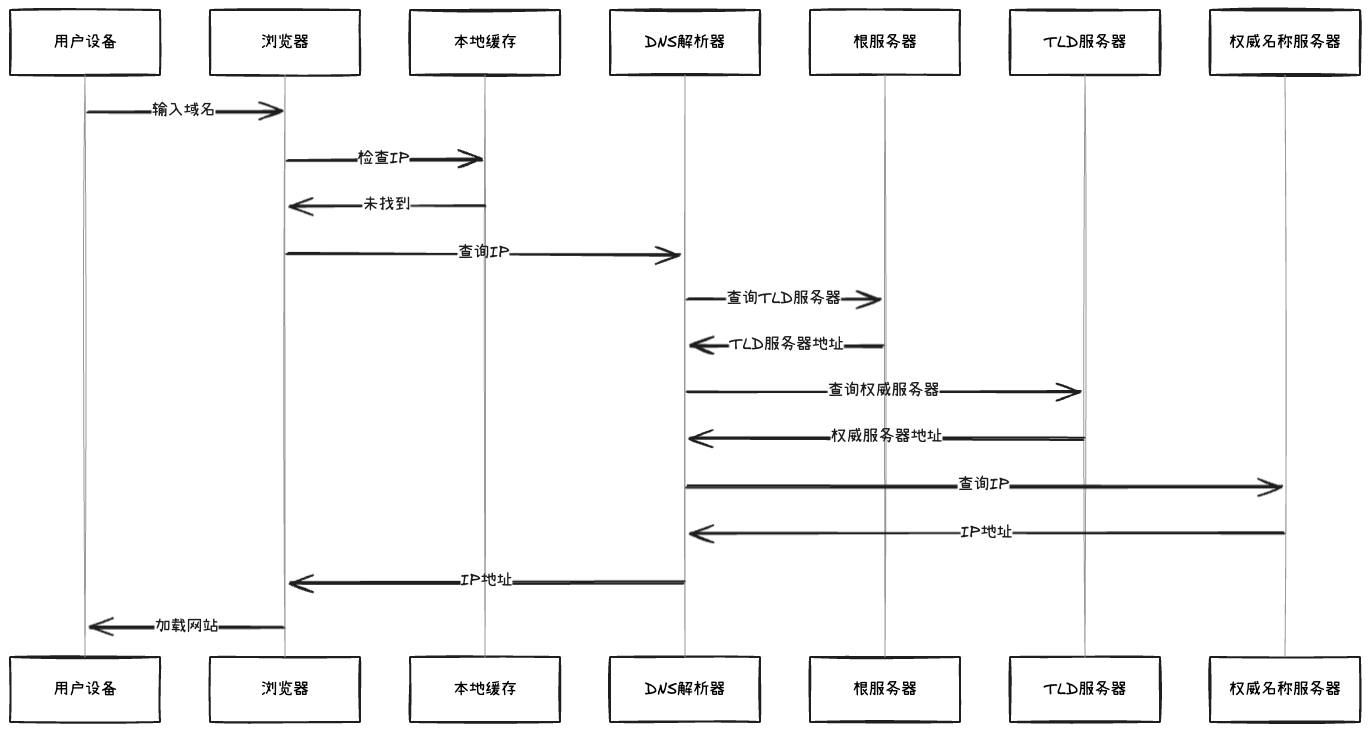 用户设备
浏览器
本地缓存
DNS解析器
根服务器
TLD服务器
权威名称服务器
输入域名
检查IP
未找到
查询IP
查询TLD服务器
TLD服务器地址
查询权威服务器
权威服务器地址
查询IP
IP地址
IP地址
加载网站
用户设备
浏览器
本地缓存
DNS解析器
根服务器
TLD服务器
权威名称服务器